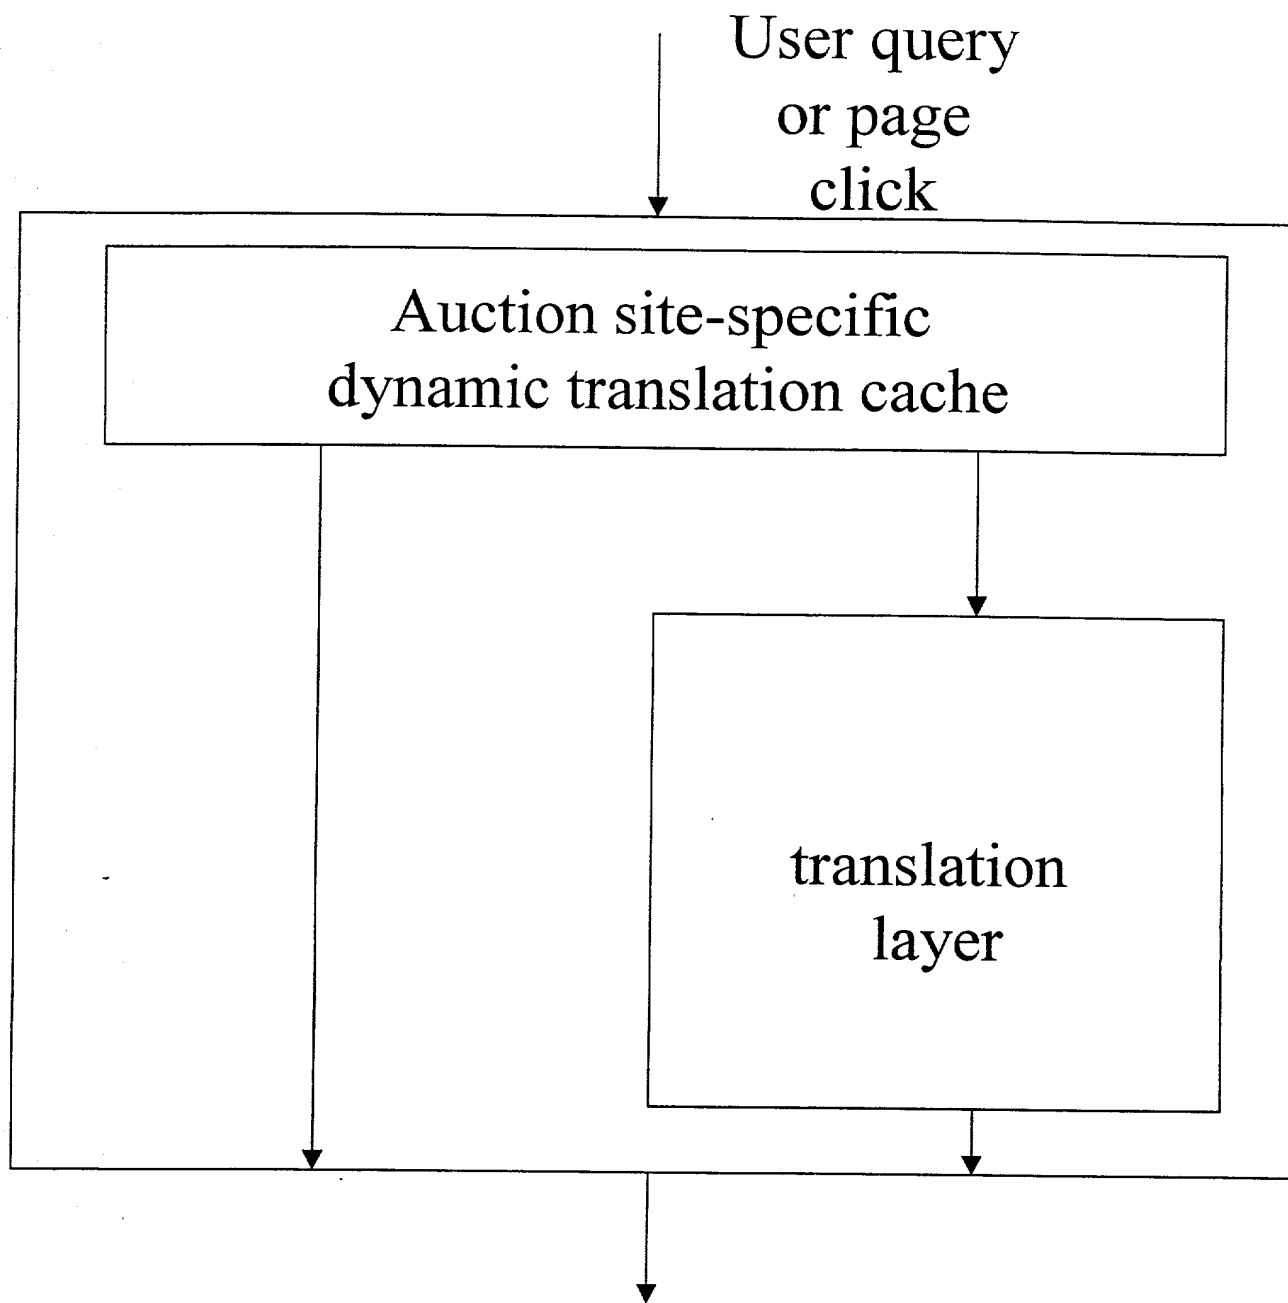 User query
or page
click
Auction site-specific
dynamic translation cache
translation
layer